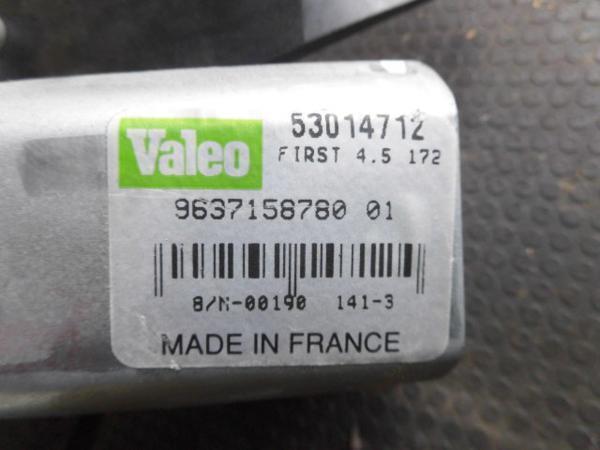 Valeo
53014712
FIRST 4.5 172
9637158780 01
8/N-00190 141-3
MADE IN FRANCE